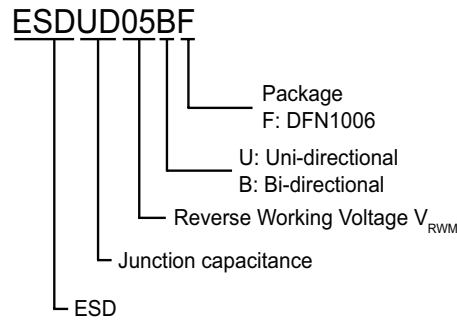 ESDUD05BF
Package
F: DFN1006
U: Uni-directional
B: Bi-directional
Reverse Working Voltage VRWM
Junction capacitance
ESD